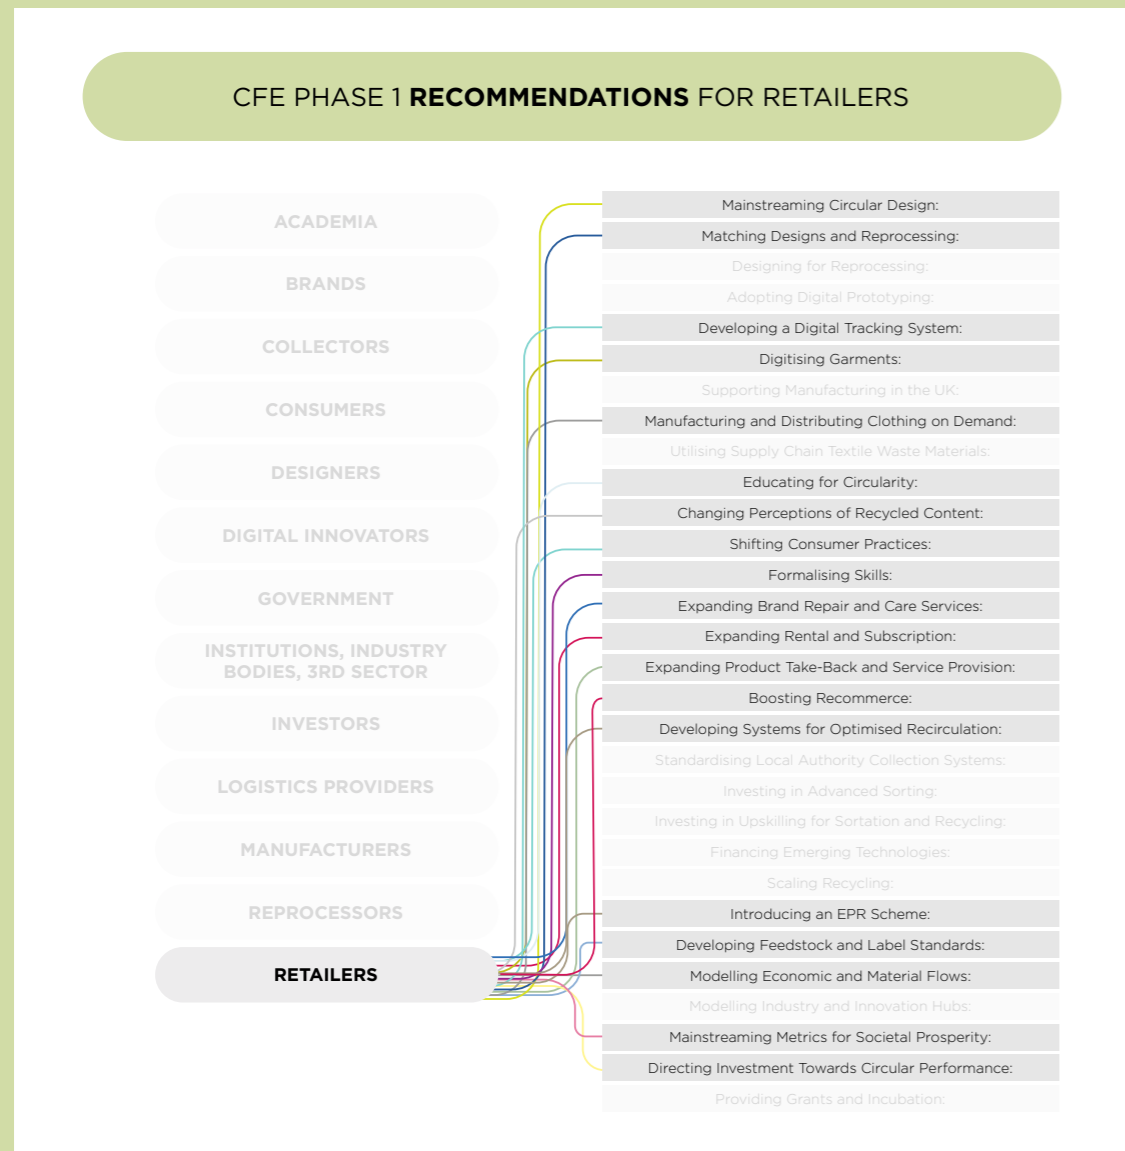 CFE PHASE 1 RECOMMENDATIONS FOR RETAILERS
ACADEMIA
BRANDS
COLLECTORS
CONSUMERS
DESIGNERS
DIGITAL INNOVATORS
GOVERNMENT
INSTITUTIONS, INDUSTRY
BODIES, 3RD SECTOR
INVESTORS
LOGISTICS PROVIDERS
MANUFACTURERS
REPROCESSORS
RETAILERS
Mainstreaming Circular Design:
Matching Designs and Reprocessing:
Designing for Reprocessing:
Adopting Digital Prototyping:
Developing a Digital Tracking System:
Digitising Garments:
Supporting Manufacturing in the UK:
Manufacturing and Distributing Clothing on Demand:
Utilising Supply Chain Textile Waste Materials:
Educating for Circularity:
Changing Perceptions of Recycled Content:
Shifting Consumer Practices:
Formalising Skills:
Expanding Brand Repair and Care Services:
Expanding Rental and Subscription:
Expanding Product Take-Back and Service Provision:
Boosting Recommerce:
Developing Systems for Optimised Recirculation:
Standardising Local Authority Collection Systems:
Investing in Advanced Sorting:
Investing in Upskilling for Sortation and Recycling:
Financing Emerging Technologies:
Scaling Recycling:
Introducing an EPR Scheme:
Developing Feedstock and Label Standards:
Modelling Economic and Material Flows:
Modelling Industry and Innovation Hubs:
Mainstreaming Metrics for Societal Prosperity:
Directing Investment Towards Circular Performance:
Providing Grants and Incubation: